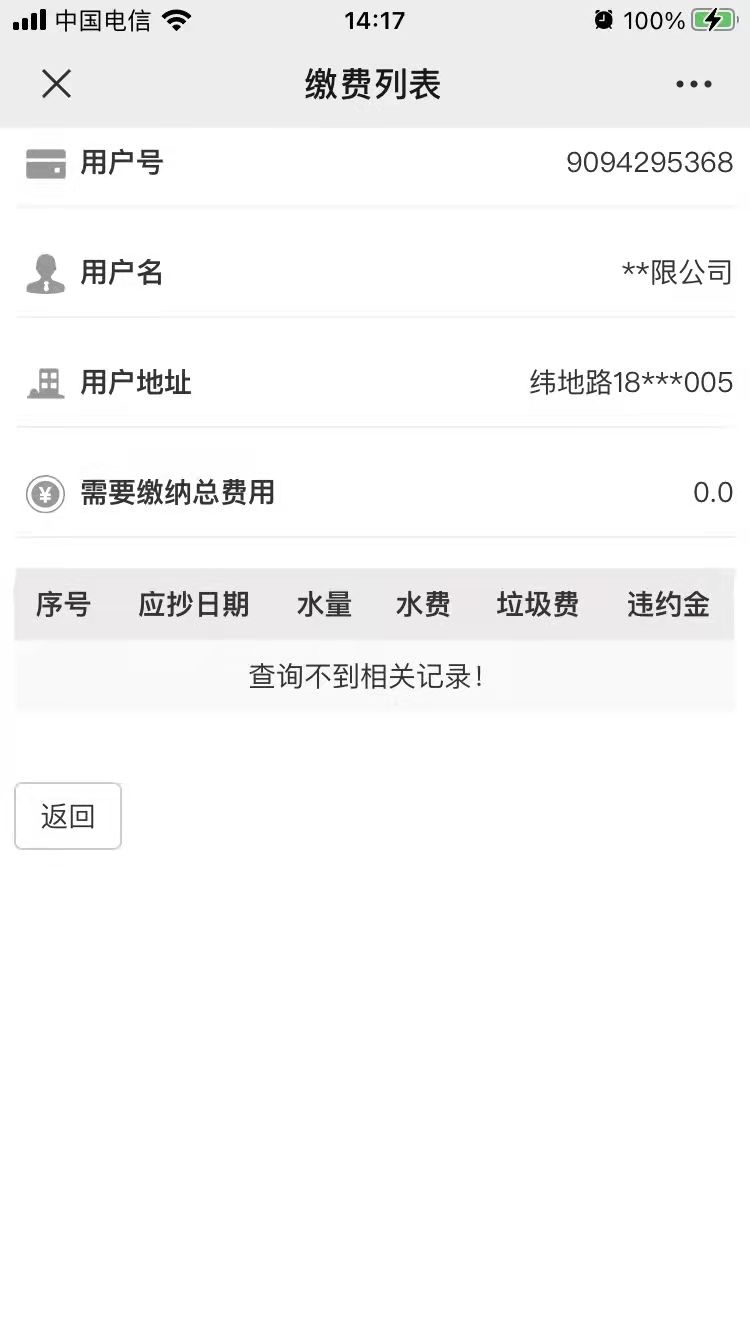 中国电信 14:17 100%
缴费列表
用户号 9094295368
用户名 **限公司
用户地址 纬地路18***005
¥ 需要缴纳总费用 0.0
序号 应抄日期 水量 水费 垃圾费 违约金
查询不到相关记录!
返回